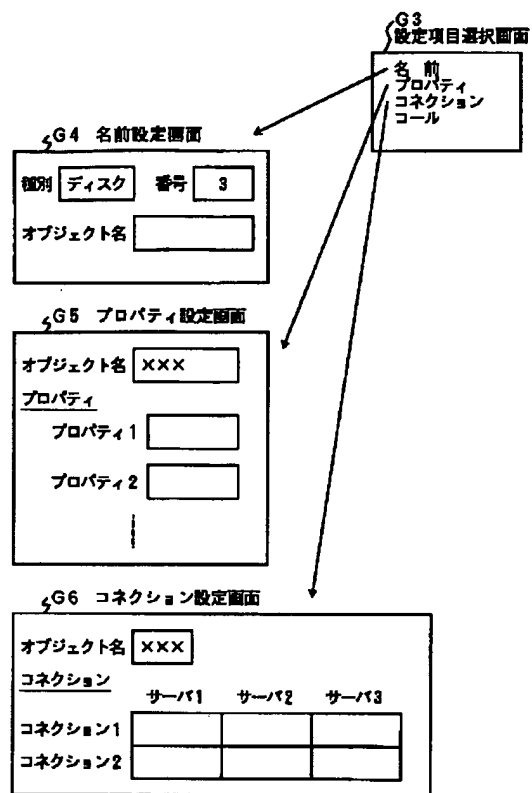 G3
設定項目選択画面
名 前
プロパティ
コネクション
コール
G4 名前設定画面
種別 ディスク 番号 3
オブジェクト名
G5 プロパティ設定画面
オブジェクト名 ×××
プロパティ
プロパティ1
プロパティ2
G6 コネクション設定画面
オブジェクト名 ×××
コネクション
サーバ1 サーバ2 サーバ3
コネクション1
コネクション2